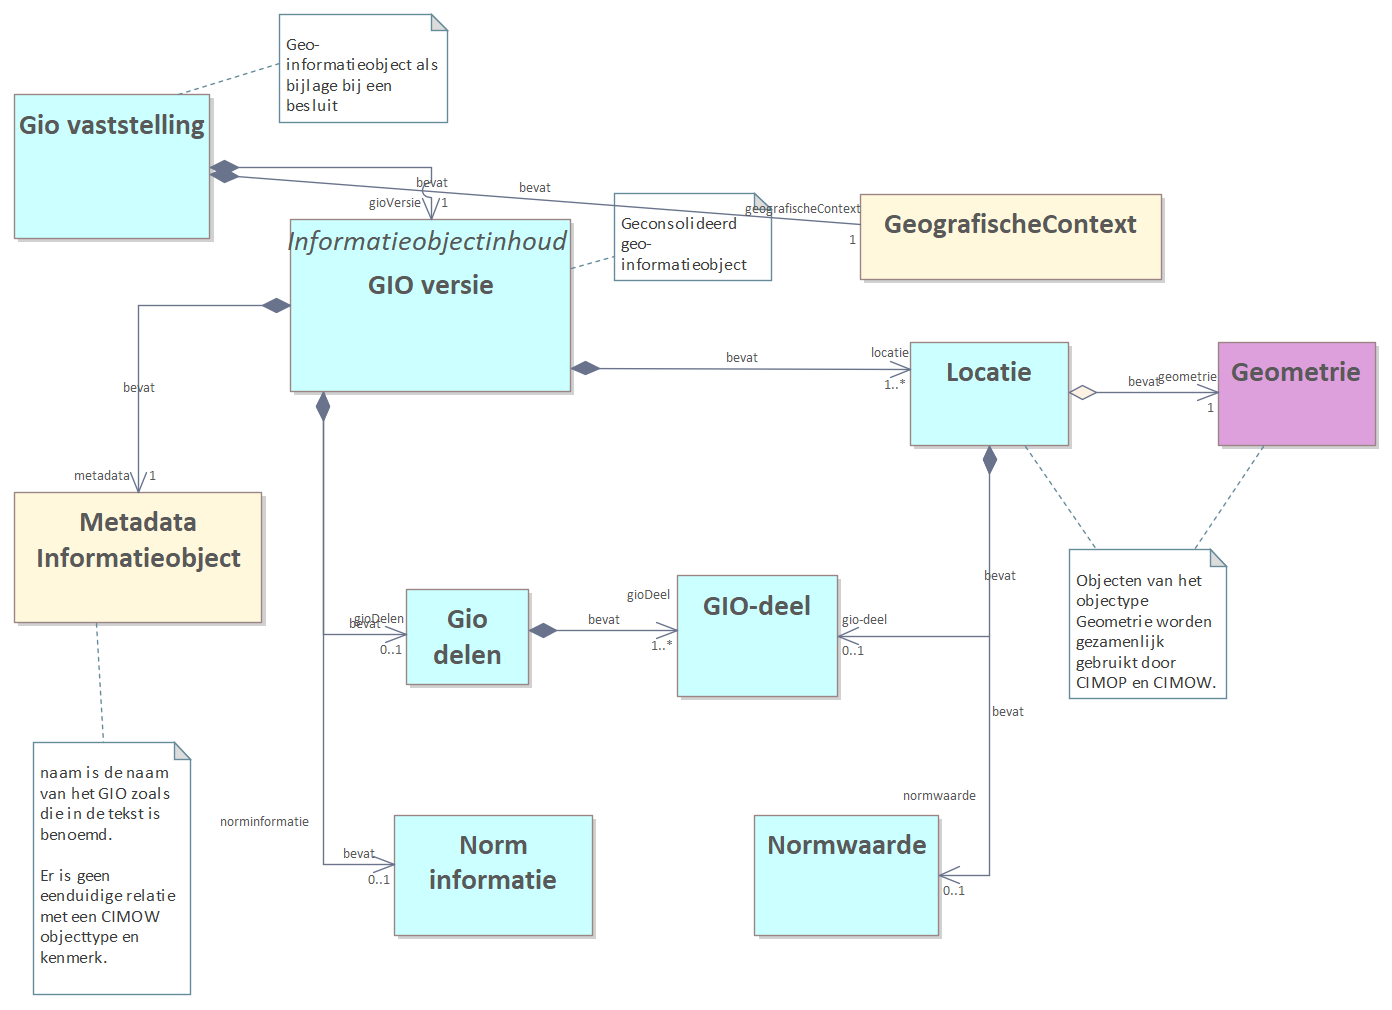 Geo-
informatieobject als
bijlage bij een
besluit
Gio vaststelling
bevat
gioVersie
1
bevat
geografischeContext
1
Geconsolideerd
geo-
informatieobject
GeografischeContext
Informatieobjectinhoud
GIO versie
bevat
locatie
1..*
Locatie
bevat
geometrie
1
Geometrie
bevat
metadata
1
Metadata
Informatieobject
gioDelen
bevat
0..1
Gio
delen
bevat
gioDeel
1..*
GIO-deel
bevat
gio-deel
0..1
Objecten van het
objectype
Geometrie worden
gezamenlijk
gebruikt door
CIMOP en CIMOW.
bevat
normwaarde
0..1
Normwaarde
norminformatie
bevat
0..1
Norm
informatie
naam is de naam
van het GIO zoals
die in de tekst is
benoemd.
Er is geen
eenduidige relatie
met een CIMOW
objecttype en
kenmerk.